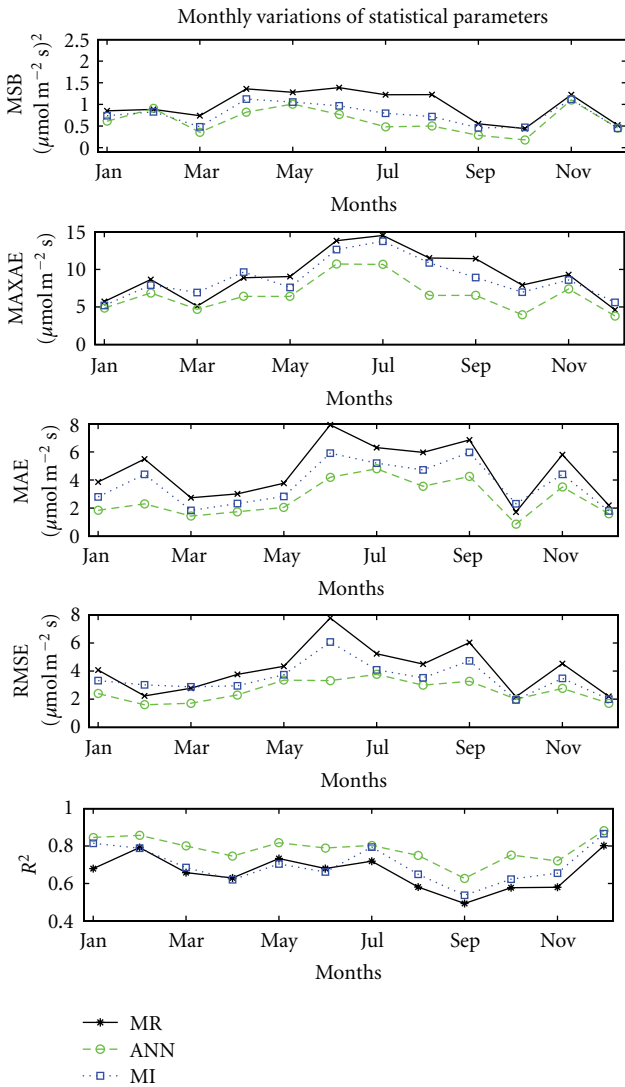 Monthly variations of statistical parameters
MSB
(μmol m−2 s)2
2.5
2
1.5
1
0.5
0
Jan Mar May Jul Sep Nov
Months
MAXAE
(μmol m−2 s)
15
10
5
0
Jan Mar May Jul Sep Nov
Months
MAE
(μmol m−2 s)
8
6
4
2
0
Jan Mar May Jul Sep Nov
Months
RMSE
(μmol m−2 s)
8
6
4
2
0
Jan Mar May Jul Sep Nov
Months
R2
1
0.8
0.6
0.4
Jan Mar May Jul Sep Nov
Months
MR
ANN
MI